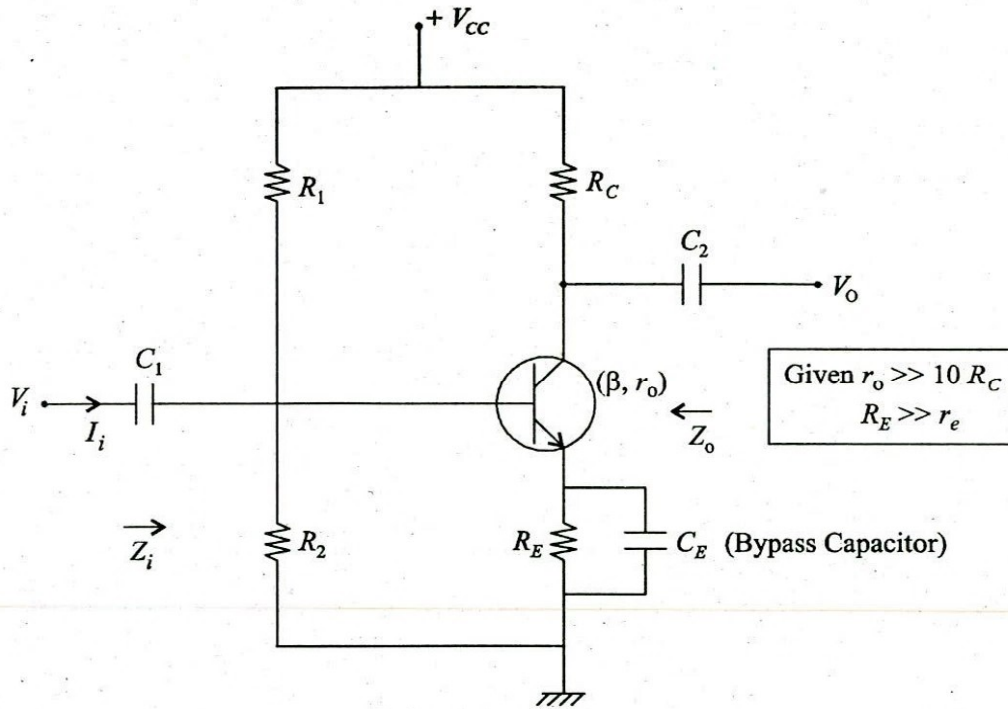 + V_CC
R_1
R_C
C_2
V_o
C_1
(β, r_o)
Given r_o >> 10 R_C
R_E >> r_e
V_i
I_i
Z_o
Z_i
R_2
R_E
C_E (Bypass Capacitor)